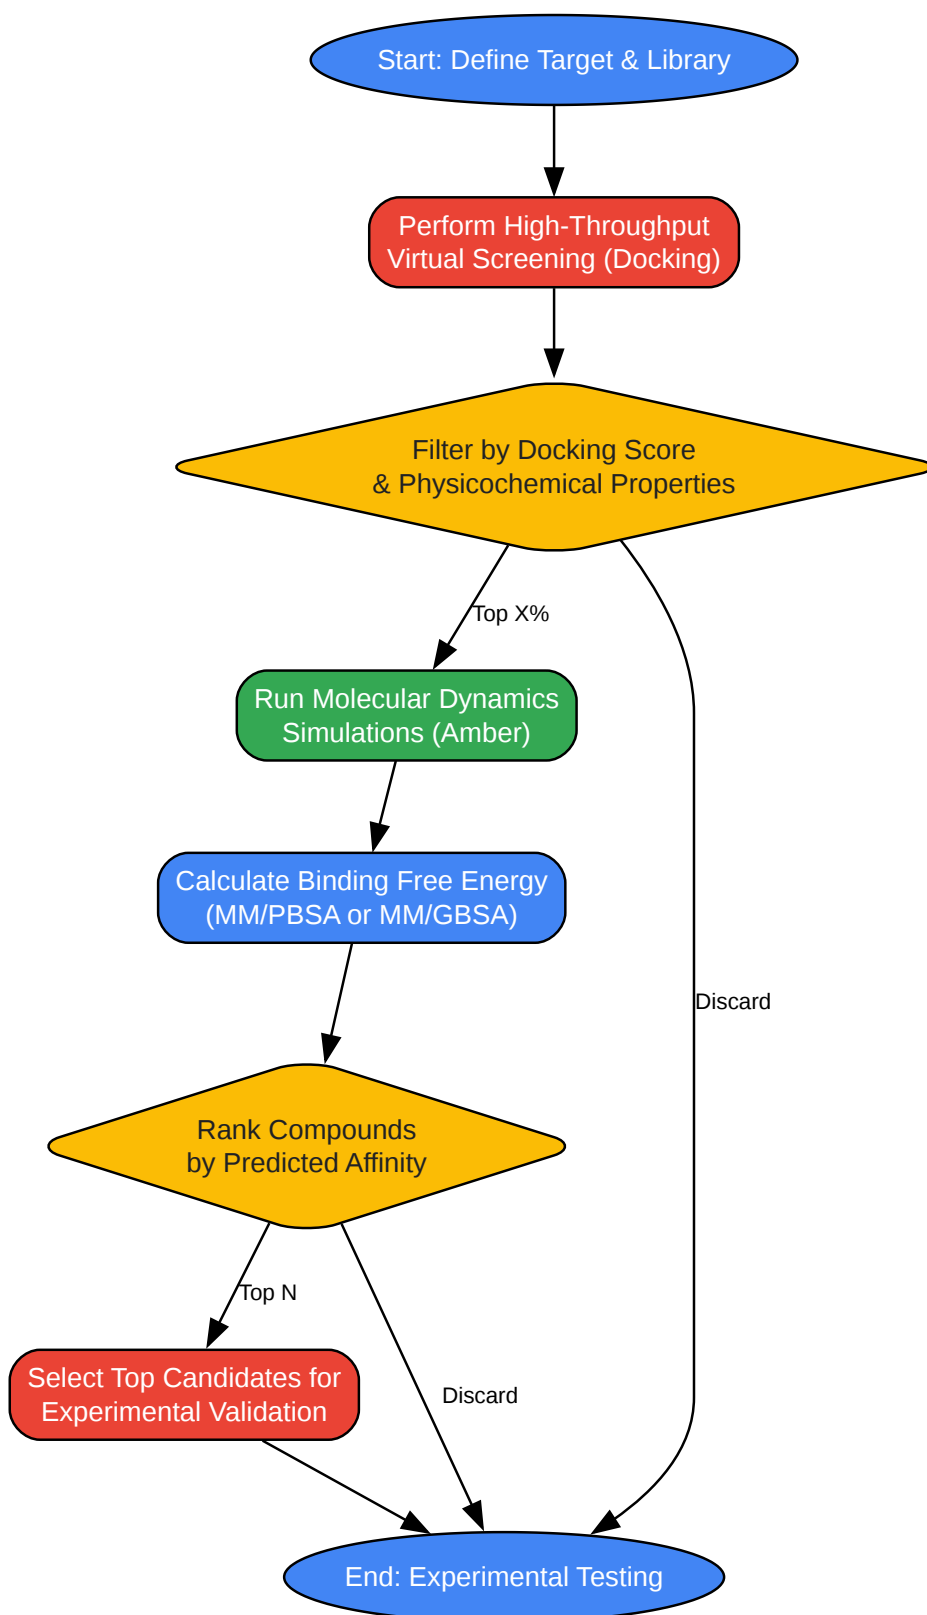 Start: Define Target & Library
Perform High-Throughput
Virtual Screening (Docking)
Filter by Docking Score
& Physicochemical Properties
Top X%
Run Molecular Dynamics
Simulations (Amber)
Calculate Binding Free Energy
(MM/PBSA or MM/GBSA)
Discard
Rank Compounds
by Predicted Affinity
Top N
Select Top Candidates for
Experimental Validation
Discard
End: Experimental Testing